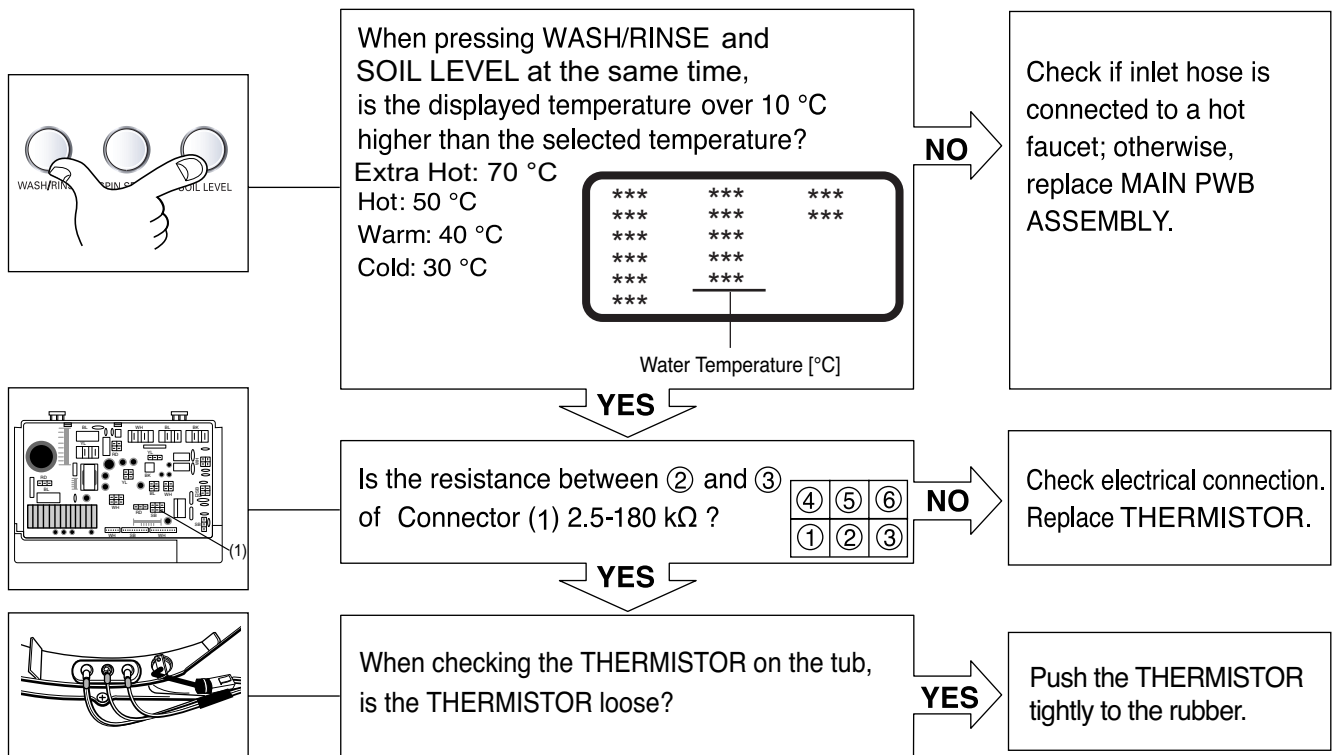 When pressing WASH/RINSE and
SOIL LEVEL at the same time,
is the displayed temperature over 10 °C
higher than the selected temperature?
Extra Hot: 70 °C
Hot: 50 °C
Warm: 40 °C
Cold: 30 °C
*** *** ***
*** *** ***
*** ***
*** ***
*** ***
***
Water Temperature [°C]
WASH/RIN
SOIL LEVEL
NO
Check if inlet hose is
connected to a hot
faucet; otherwise,
replace MAIN PWB
ASSEMBLY.
YES
(1)
Is the resistance between ② and ③
of Connector (1) 2.5-180 kΩ ?
④ ⑤ ⑥
① ② ③
NO
Check electrical connection.
Replace THERMISTOR.
YES
When checking the THERMISTOR on the tub,
is the THERMISTOR loose?
YES
Push the THERMISTOR
tightly to the rubber.